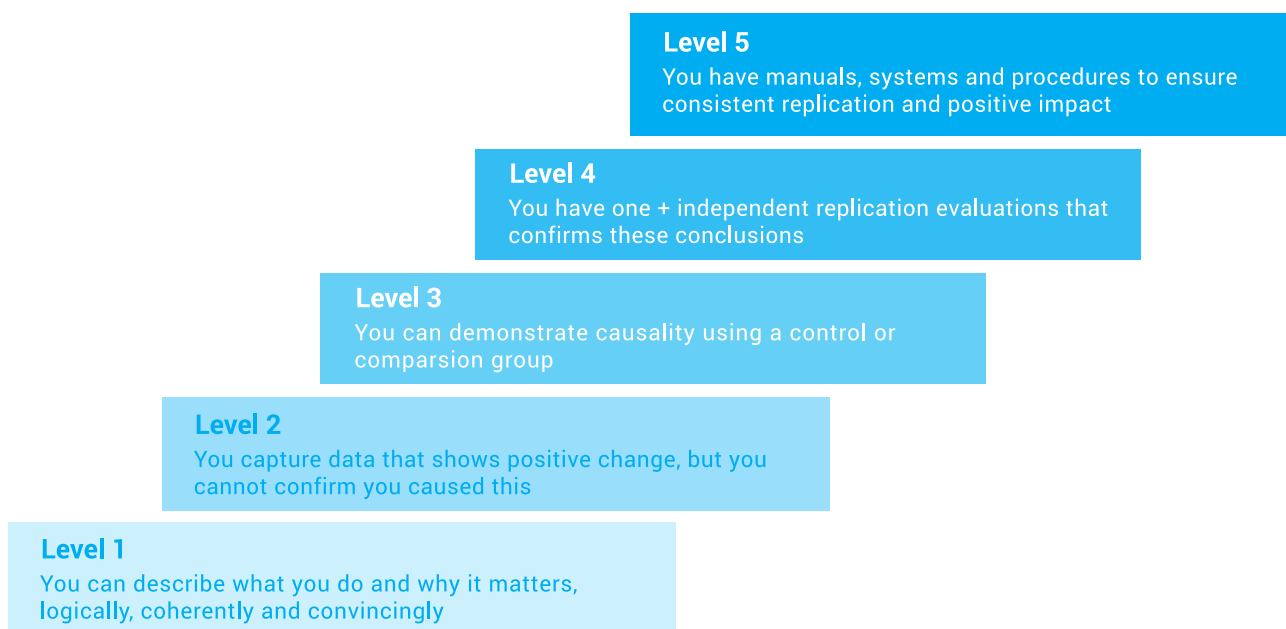 Level 5
You have manuals, systems and procedures to ensure
consistent replication and positive impact
Level 4
You have one + independent replication evaluations that
confirms these conclusions
Level 3
You can demonstrate causality using a control or
comparsion group
Level 2
You capture data that shows positive change, but you
cannot confirm you caused this
Level 1
You can describe what you do and why it matters,
logically, coherently and convincingly